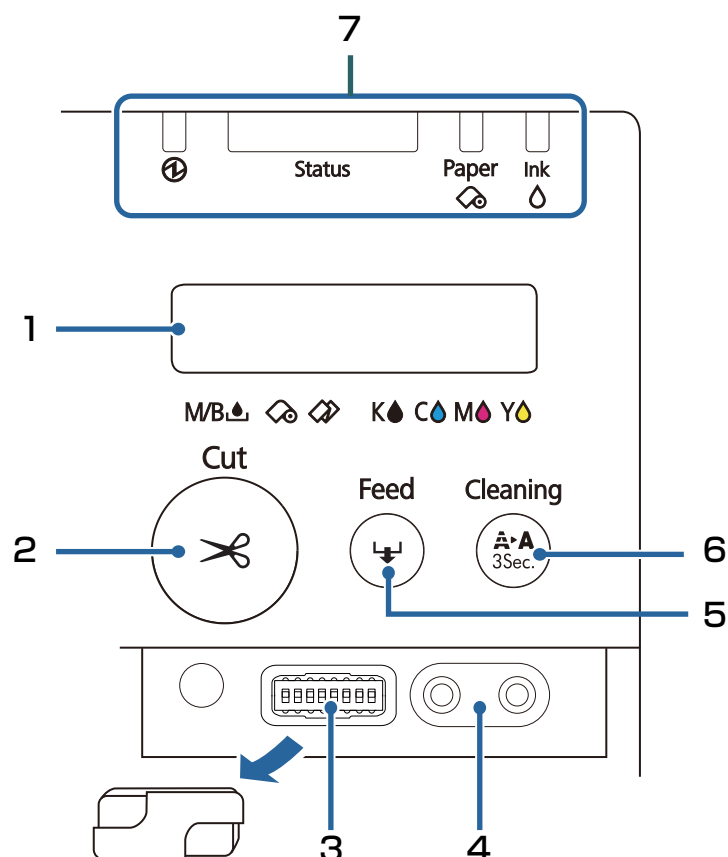 7
Status Paper Ink
1
M/B K C M Y
Cut
Feed Cleaning
2
A A
3Sec.
6
5
3 4